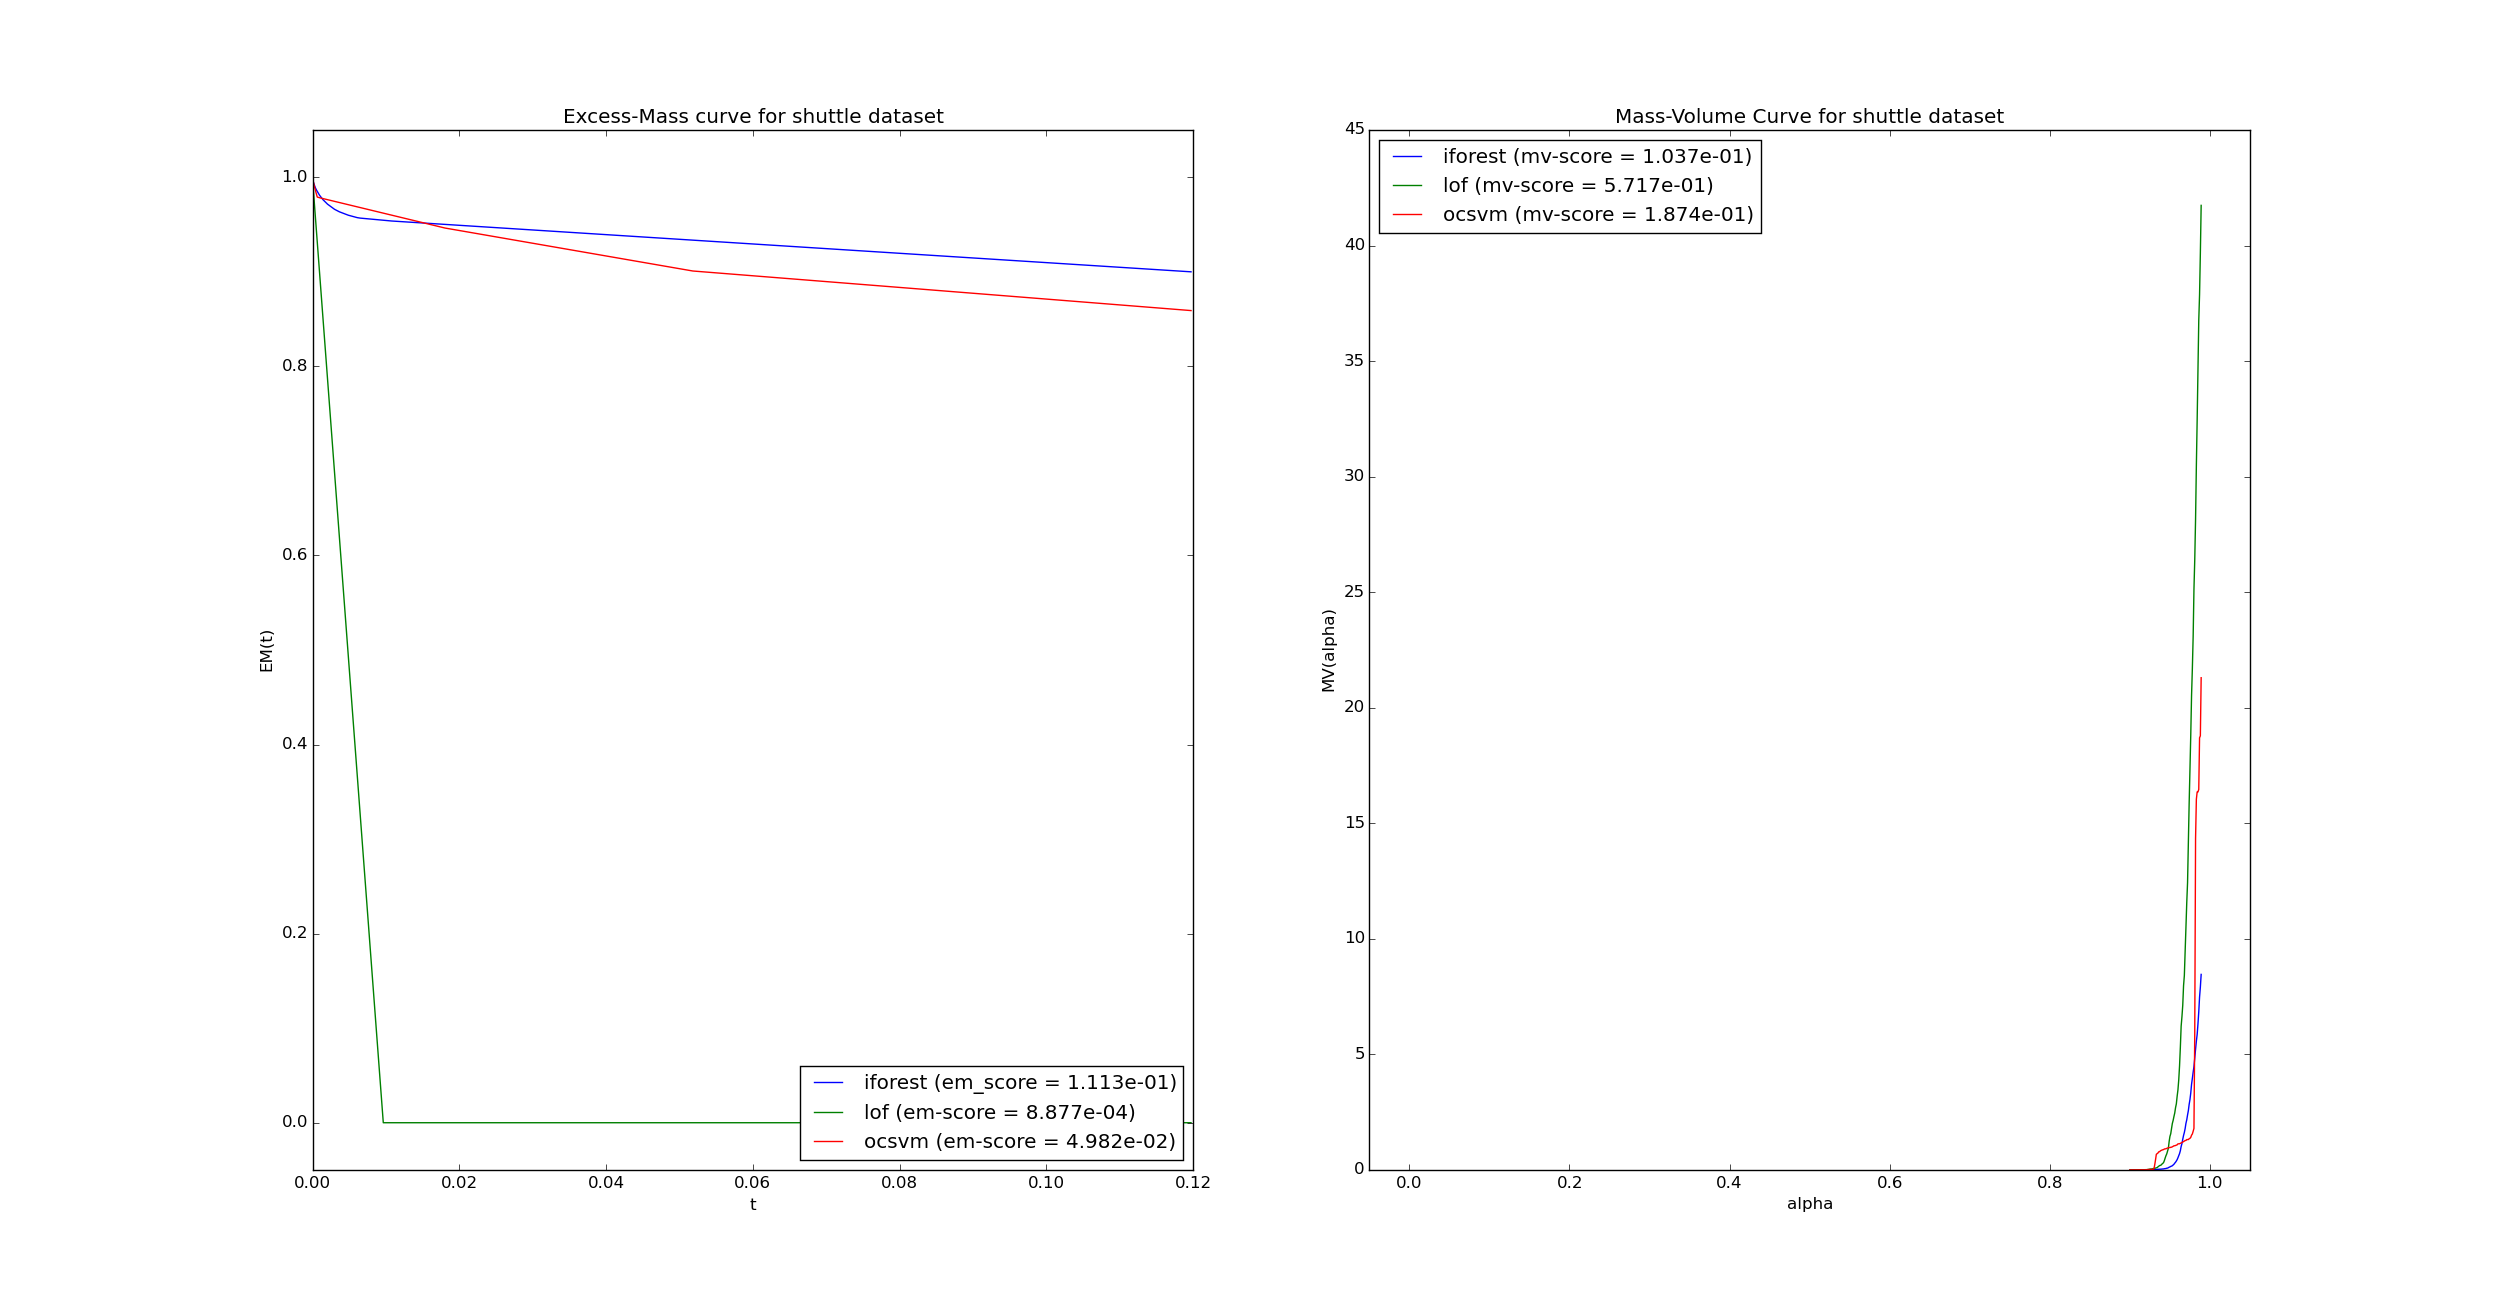 Excess-Mass curve for shuttle dataset
1.0
0.8
0.6
0.4
0.2
0.0
EM(t)
0.00 0.02 0.04 0.06 0.08 0.10 0.12
t
iforest (em_score = 1.113e-01)
lof (em-score = 8.877e-04)
ocsvm (em-score = 4.982e-02)
Mass-Volume Curve for shuttle dataset
45
40
35
30
25
20
15
10
5
0
MV(alpha)
0.0 0.2 0.4 0.6 0.8 1.0
alpha
iforest (mv-score = 1.037e-01)
lof (mv-score = 5.717e-01)
ocsvm (mv-score = 1.874e-01)